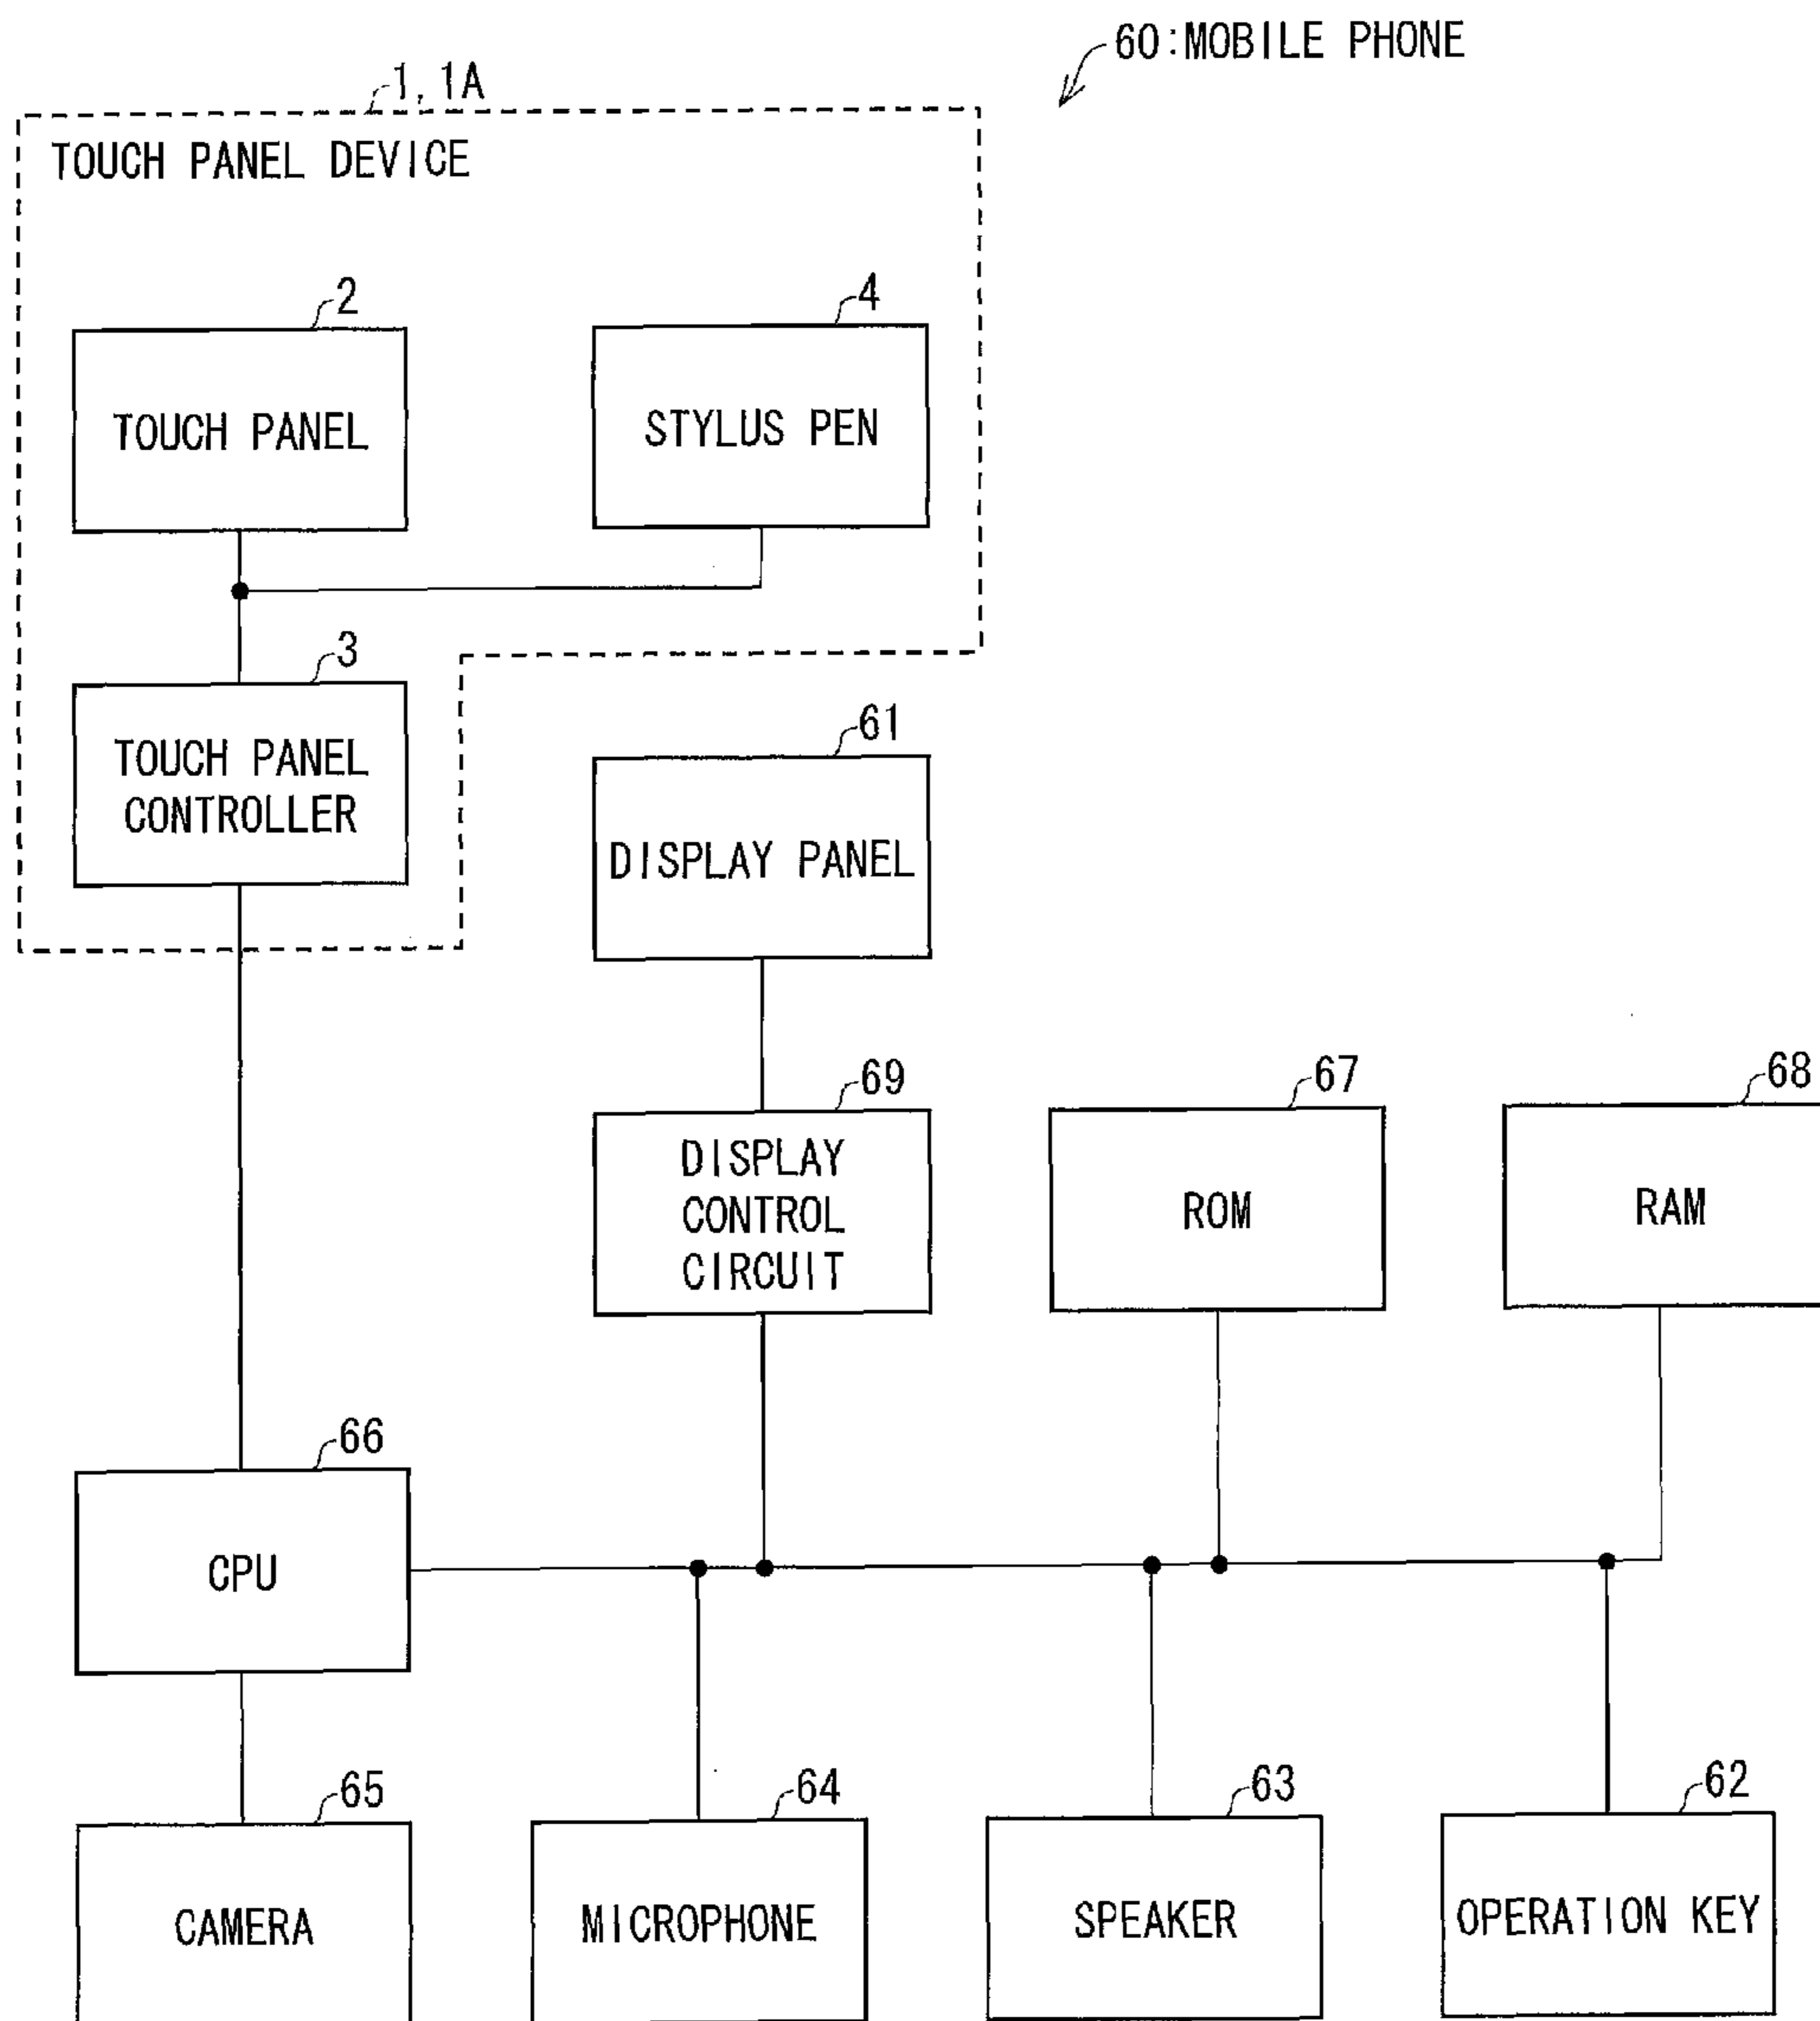 60:MOBILE PHONE
1, 1A
TOUCH PANEL DEVICE
2
4
TOUCH PANEL
STYLUS PEN
3
TOUCH PANEL
CONTROLLER
61
DISPLAY PANEL
69
DISPLAY
CONTROL
CIRCUIT
67
ROM
68
RAM
66
CPU
65
CAMERA
64
MICROPHONE
63
SPEAKER
62
OPERATION KEY